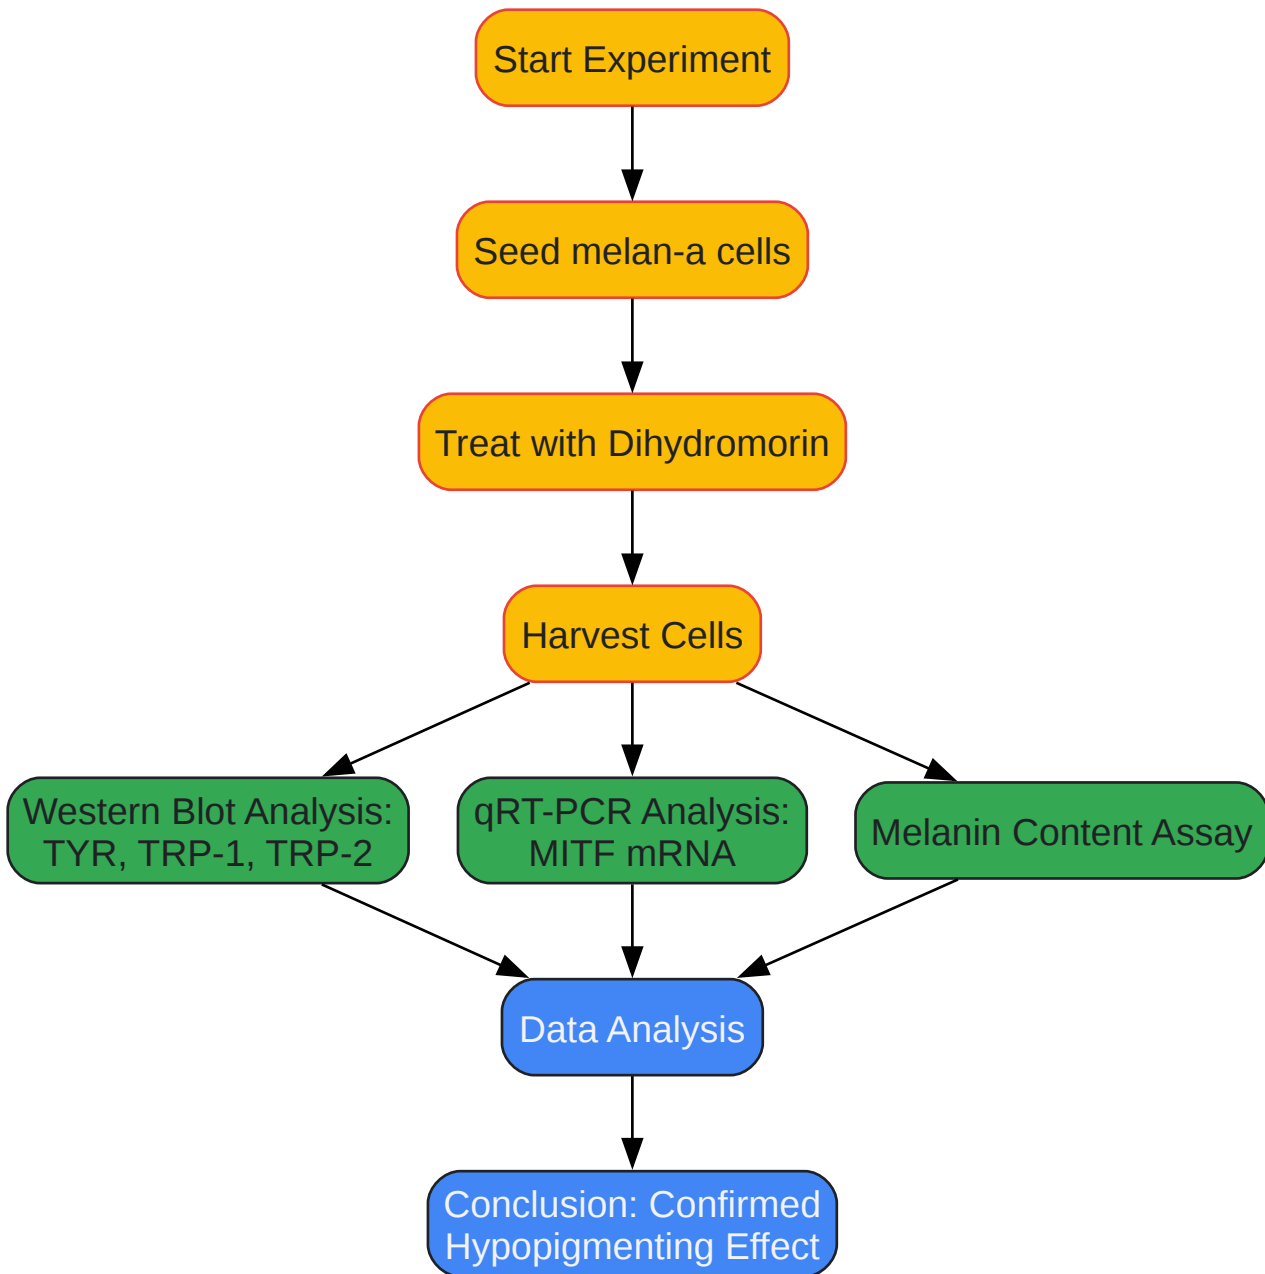 Start Experiment
Seed melan-a cells
Treat with Dihydromorin
Harvest Cells
Western Blot Analysis:
TYR, TRP-1, TRP-2
qRT-PCR Analysis:
MITF mRNA
Melanin Content Assay
Data Analysis
Conclusion: Confirmed
Hypopigmenting Effect